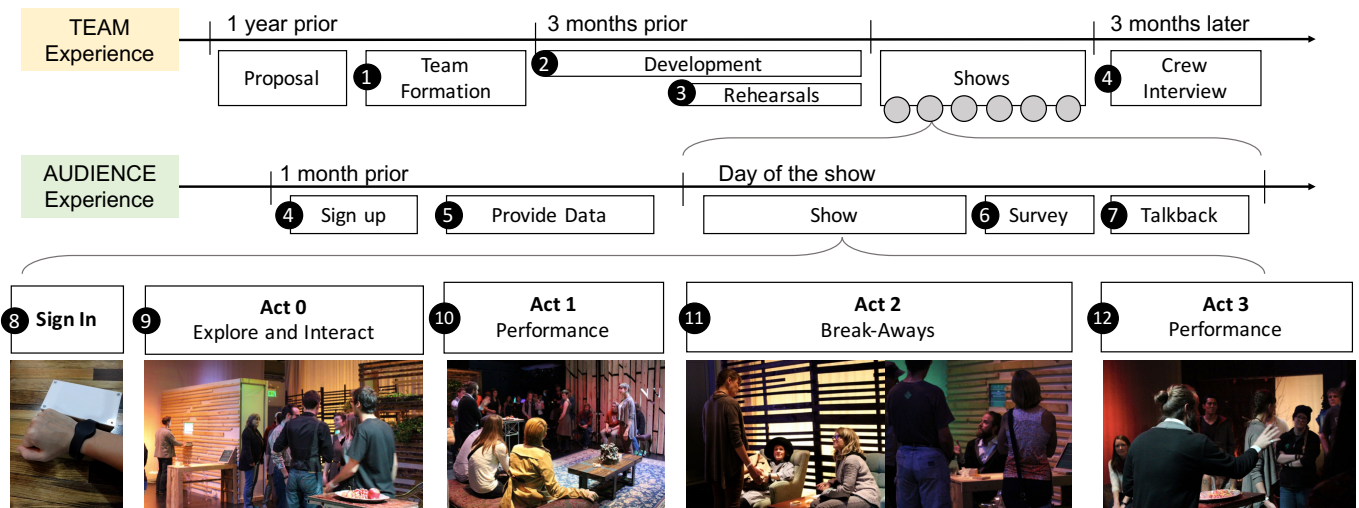 TEAM
Experience
1 year prior
3 months prior
3 months later
Proposal
1
Team
Formation
2
Development
3
Rehearsals
Shows
4
Crew
Interview
AUDIENCE
Experience
1 month prior
Day of the show
4
Sign up
5
Provide Data
Show
6
Survey
7
Talkback
8
Sign In
9
Act 0
Explore and Interact
10
Act 1
Performance
11
Act 2
Break-Aways
12
Act 3
Performance